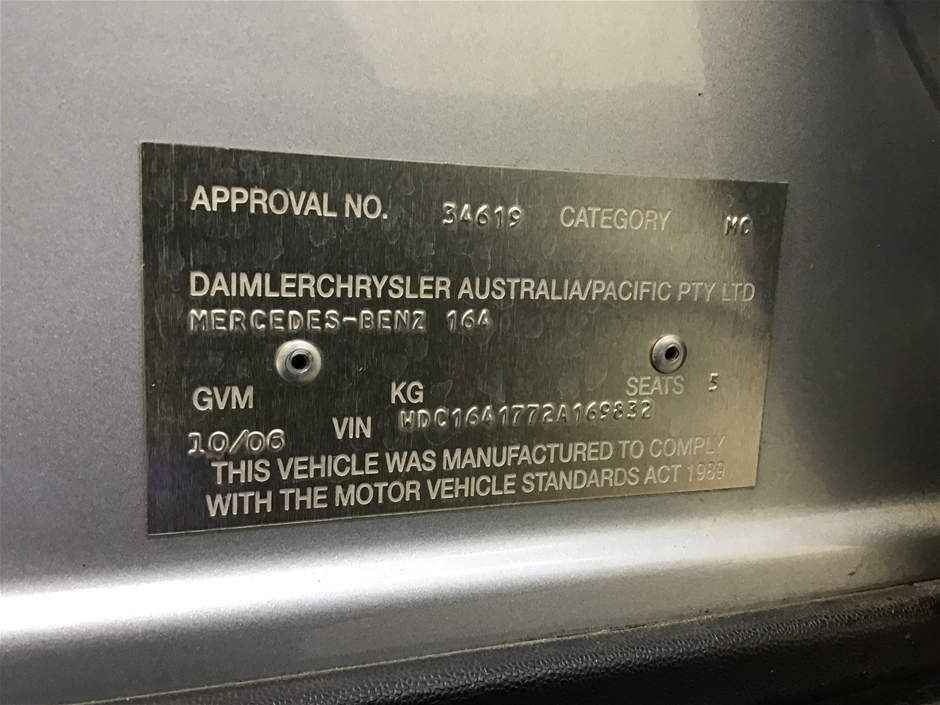 APPROVAL NO. 34619 CATEGORY MC
DAIMLERCHRYSLER AUSTRALIA/PACIFIC PTY LTD
MERCEDES-BENZ 164
GVM KG SEATS 5
10/06 VIN WDC1641772A169832
THIS VEHICLE WAS MANUFACTURED TO COMPLY
WITH THE MOTOR VEHICLE STANDARDS ACT 1989